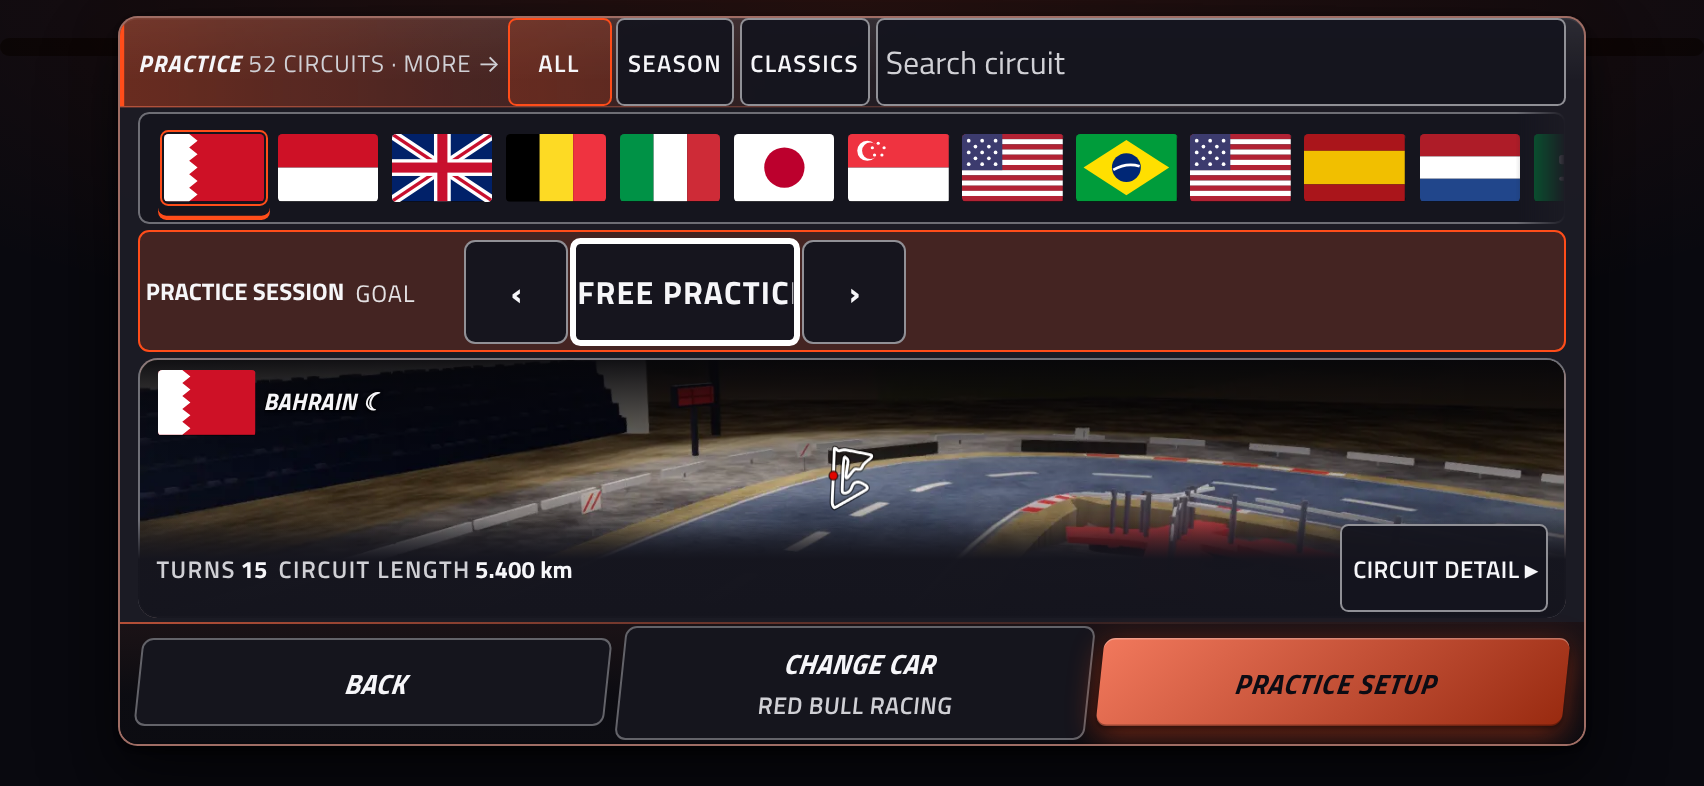 PRACTICE 52 CIRCUITS · MORE →
ALL
SEASON
CLASSICS
Search circuit
PRACTICE SESSION GOAL
‹
FREE PRACTIC
›
BAHRAIN ☾
TURNS 15 CIRCUIT LENGTH 5.400 km
CIRCUIT DETAIL ▸
BACK
CHANGE CAR
RED BULL RACING
PRACTICE SETUP